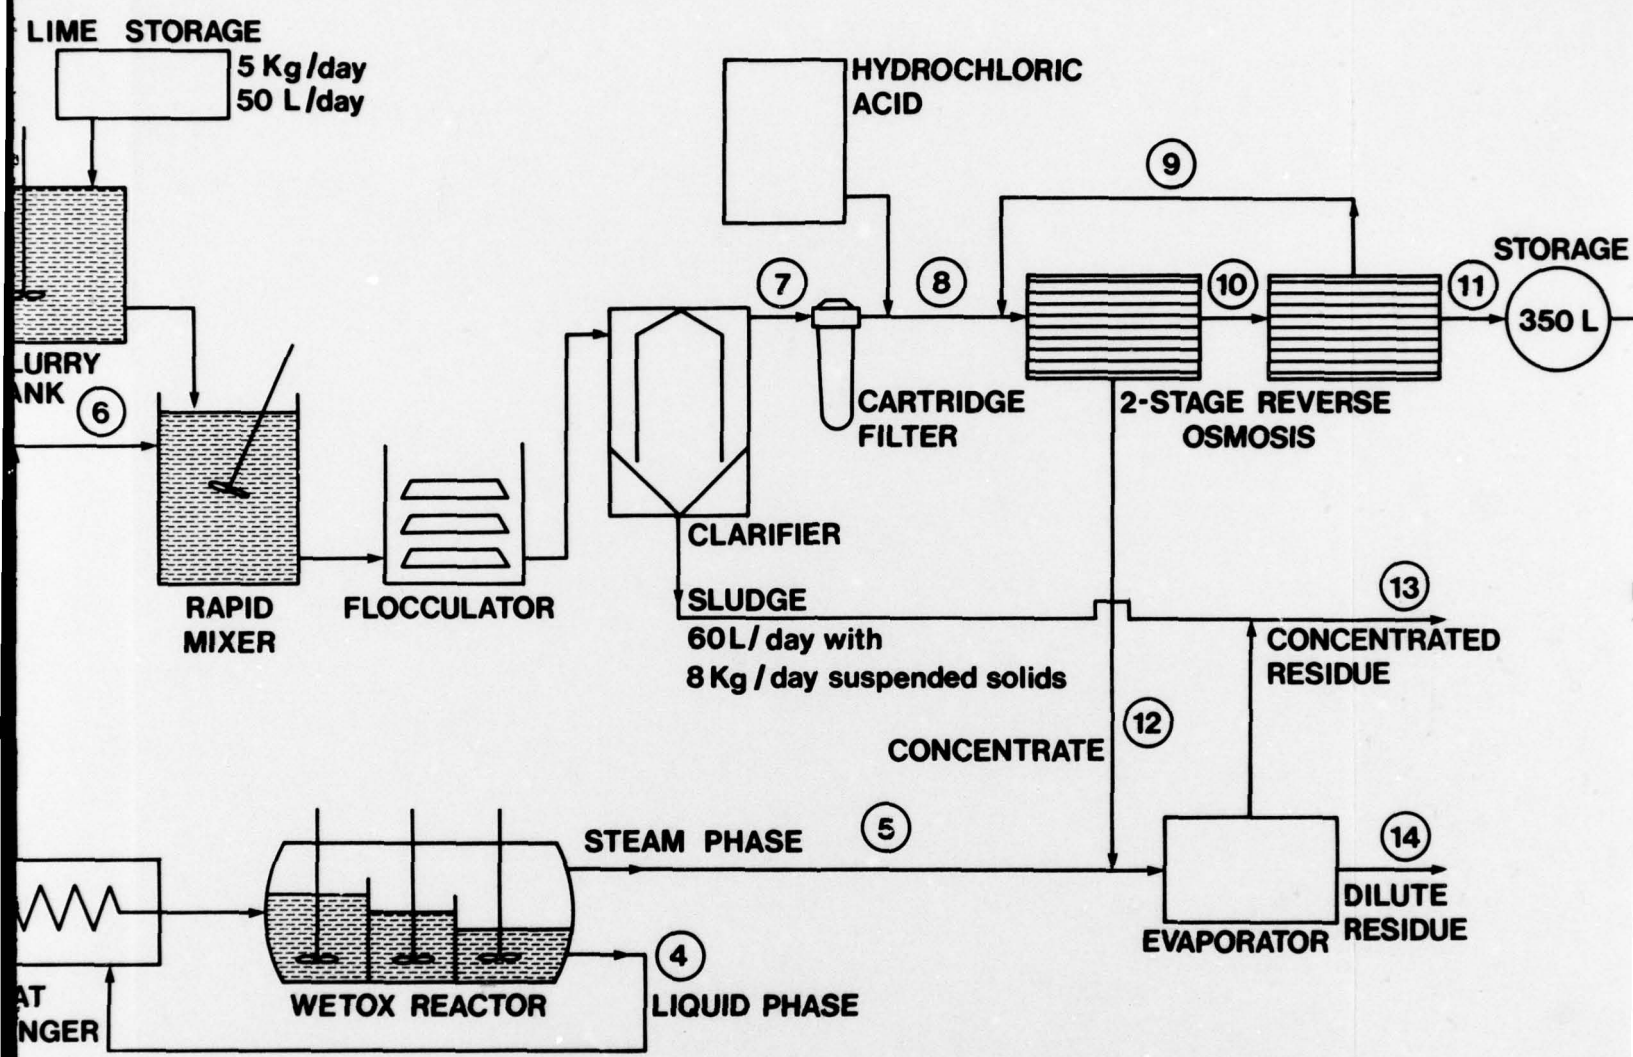 LIME STORAGE
5 Kg/day
50 L/day
HYDROCHLORIC
ACID
9
STORAGE
7
8
10
11
350 L
LURRY
ANK
6
CARTRIDGE
FILTER
2-STAGE REVERSE
OSMOSIS
CLARIFIER
RAPID
MIXER
FLOCCULATOR
SLUDGE
60 L/day with
8 Kg/day suspended solids
13
CONCENTRATED
RESIDUE
12
CONCENTRATE
STEAM PHASE
5
14
DILUTE
RESIDUE
EVAPORATOR
4
LIQUID PHASE
WETOX REACTOR
AT
NGER